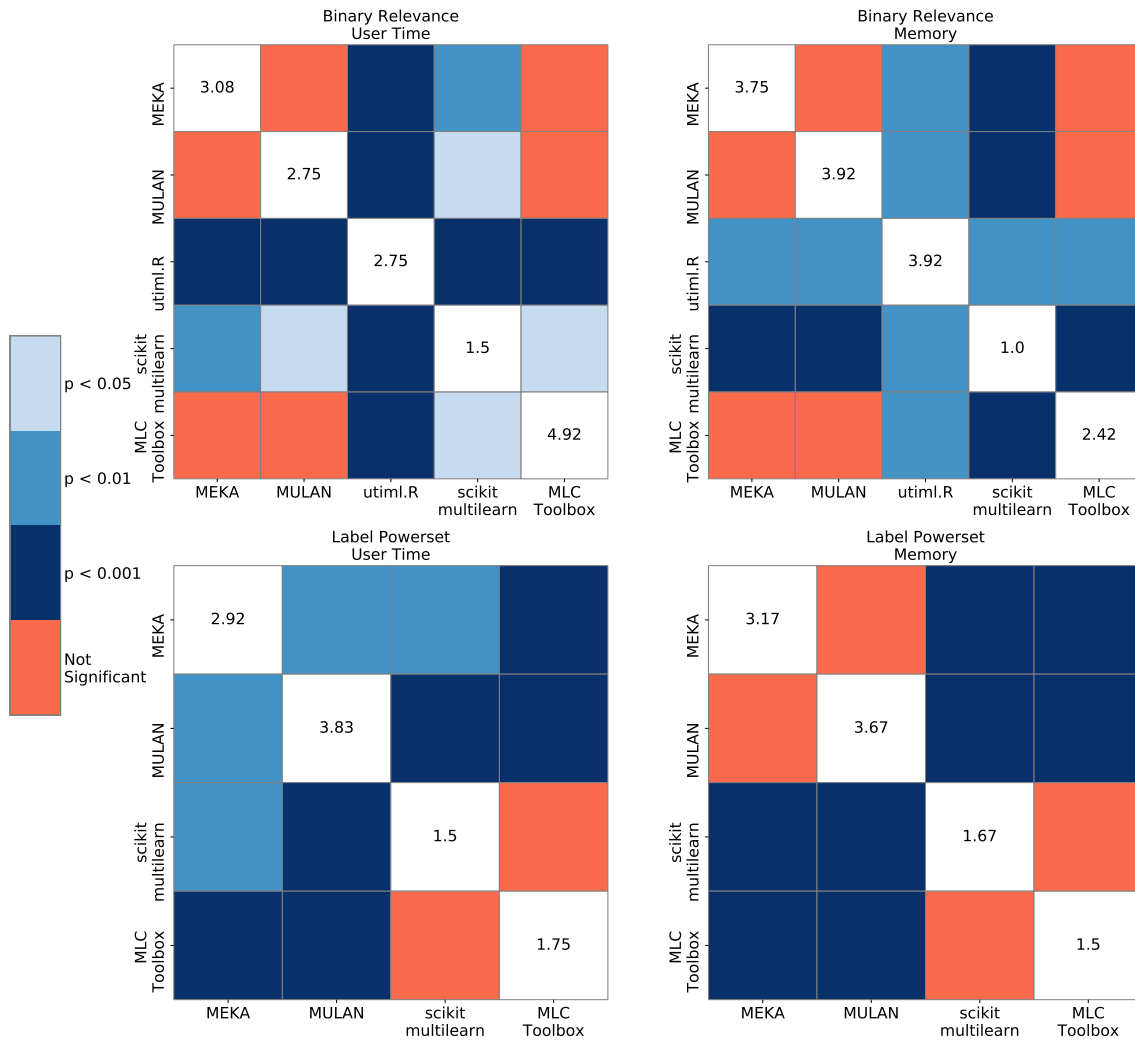 Binary Relevance
User Time
MEKA
MULAN
utiml.R
scikit
multilearn
MLC
Toolbox
3.08
2.75
2.75
1.5
4.92
MEKA
MULAN
utiml.R
scikit
multilearn
MLC
Toolbox
Binary Relevance
Memory
MEKA
MULAN
utiml.R
scikit
multilearn
MLC
Toolbox
3.75
3.92
3.92
1.0
2.42
MEKA
MULAN
utiml.R
scikit
multilearn
MLC
Toolbox
p < 0.05
p < 0.01
p < 0.001
Not
Significant
Label Powerset
User Time
MEKA
MULAN
scikit
multilearn
MLC
Toolbox
2.92
3.83
1.5
1.75
MEKA
MULAN
scikit
multilearn
MLC
Toolbox
Label Powerset
Memory
MEKA
MULAN
scikit
multilearn
MLC
Toolbox
3.17
3.67
1.67
1.5
MEKA
MULAN
scikit
multilearn
MLC
Toolbox